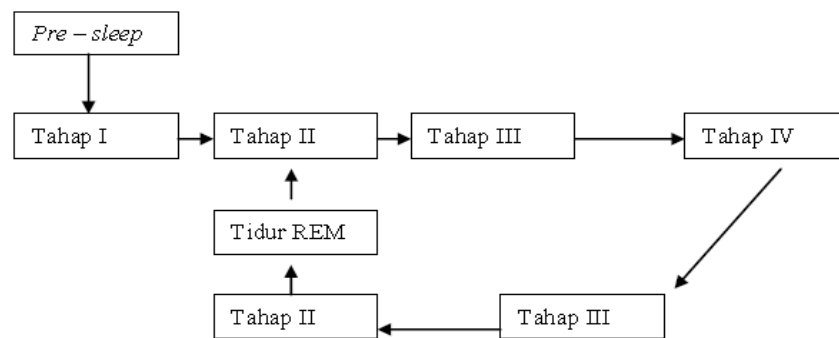 Pre – sleep
Tahap I
Tahap II
Tahap III
Tahap IV
Tidur REM
Tahap II
Tahap III